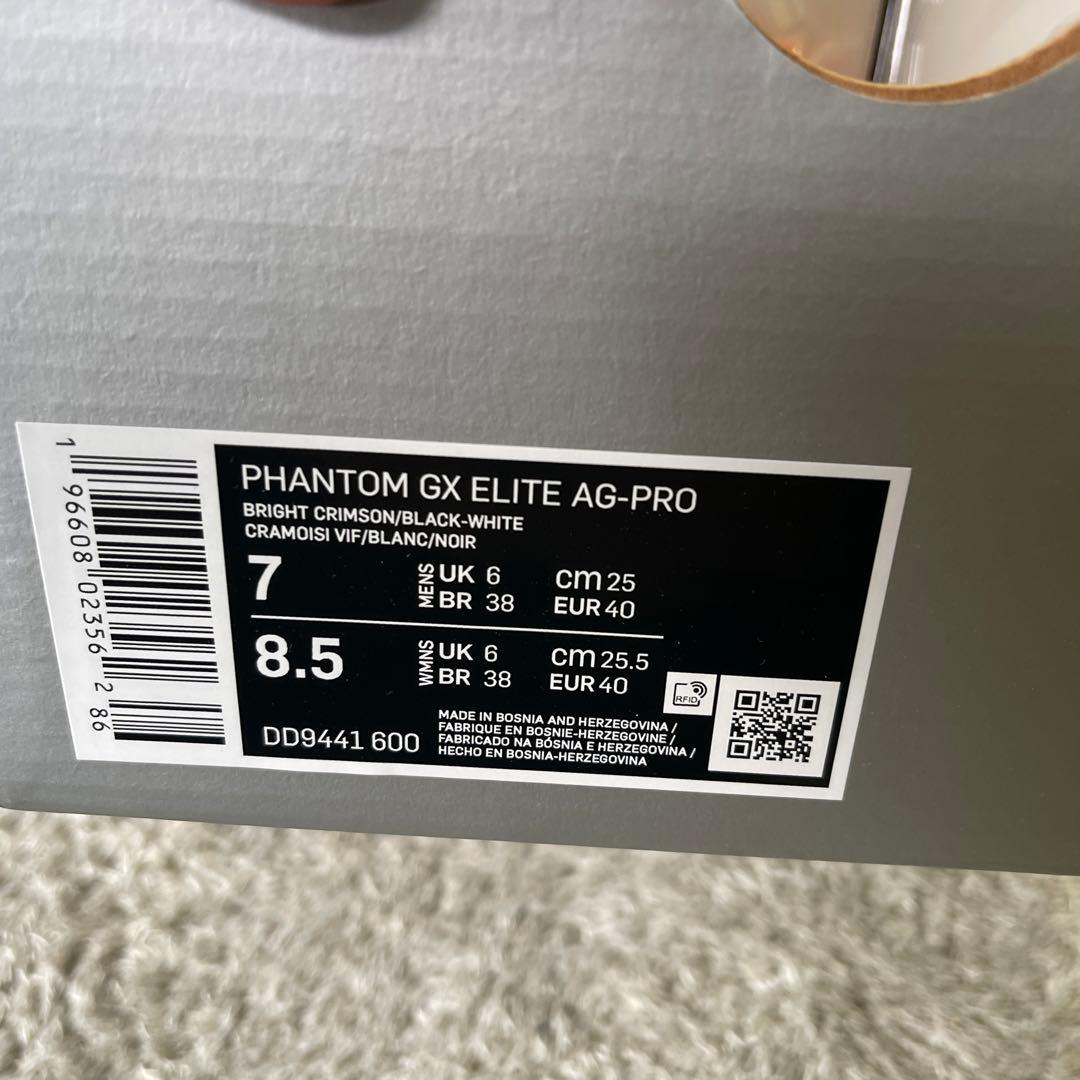 PHANTOM GX ELITE AG-PRO
BRIGHT CRIMSON/BLACK-WHITE
CRAMOISI VIF/BLANC/NOIR
7 MENS UK 6 cm 25
BR 38 EUR 40
8.5 WMNS UK 6 cm 25.5
BR 38 EUR 40
RFID
DD9441 600
MADE IN BOSNIA AND HERZEGOVINA /
FABRIQUE EN BOSNIE-HERZEGOVINE /
FABRICADO NA BÓSNIA E HERZEGOVINA /
HECHO EN BOSNIA-HERZEGOVINA
1 96608 02356 2 86